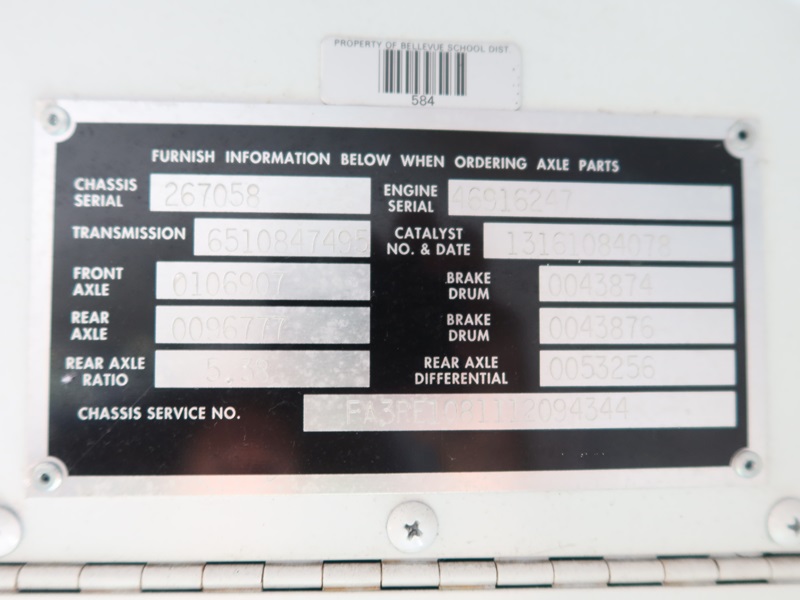 PROPERTY OF BELLEVUE SCHOOL DIST.
584
FURNISH INFORMATION BELOW WHEN ORDERING AXLE PARTS
CHASSIS SERIAL 267058
ENGINE SERIAL 46916247
TRANSMISSION 6510847495
CATALYST NO. & DATE 13161084078
FRONT AXLE 0106907
BRAKE DRUM 0043874
REAR AXLE
BRAKE DRUM 0043876
REAR AXLE RATIO
REAR AXLE DIFFERENTIAL 0053256
CHASSIS SERVICE NO.